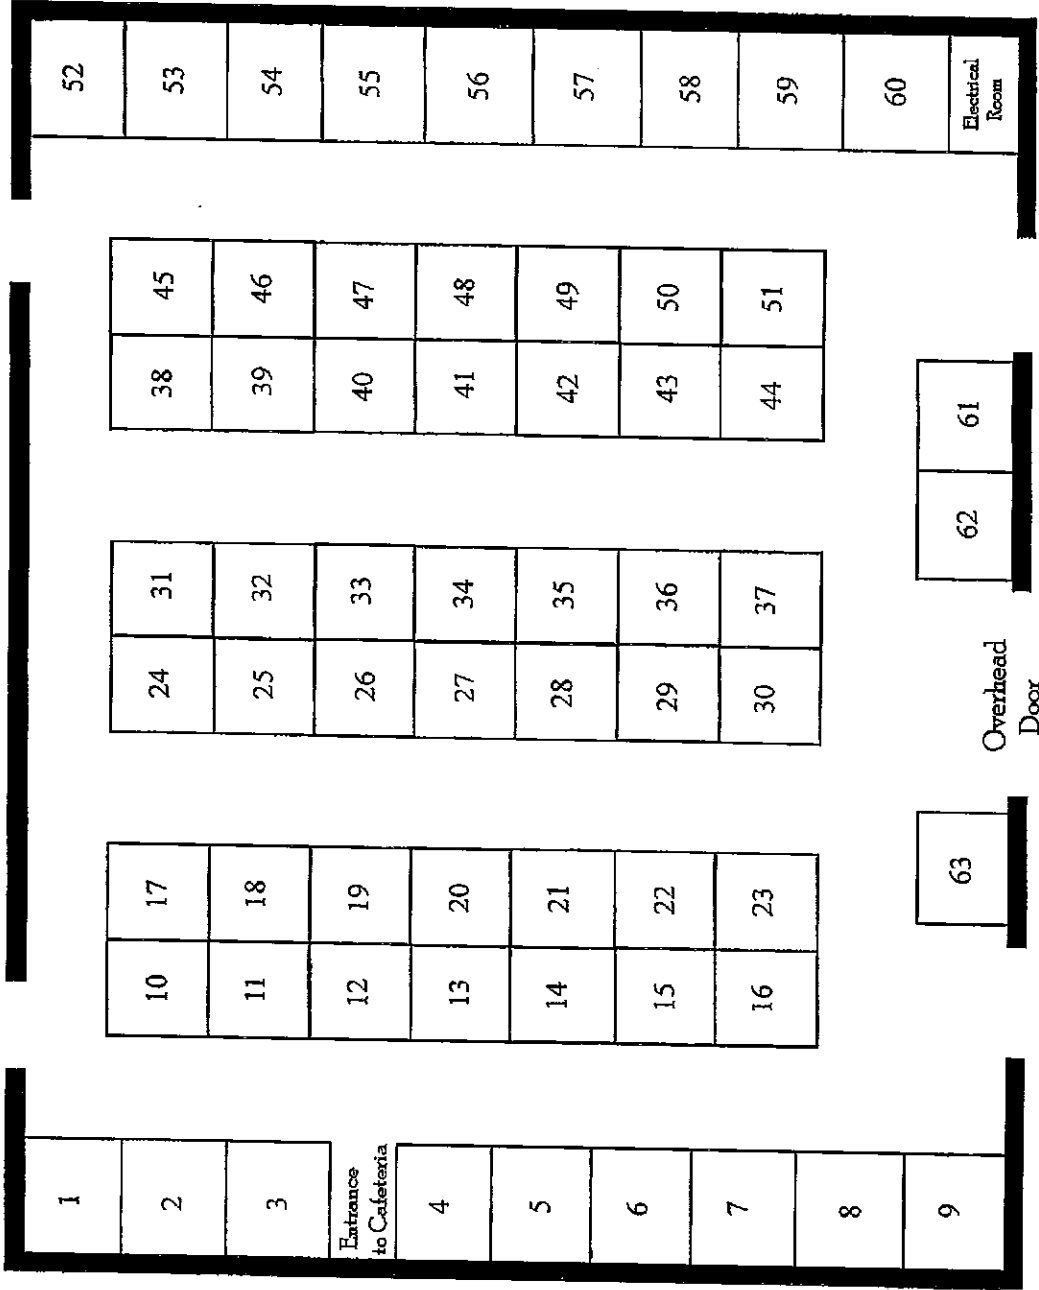 1 10 17 24 31 38 45 52
2 11 18 25 32 39 46 53
3 12 19 26 33 40 47 54
Entrance
to Cafeteria
4 13 20 27 34 41 48 55
5 14 21 28 35 42 49 56
6 15 22 29 36 43 50 57
7 16 23 30 37 44 51 58
8 59
9 63 62 61 60
Electrical
Room
Overhead
Door